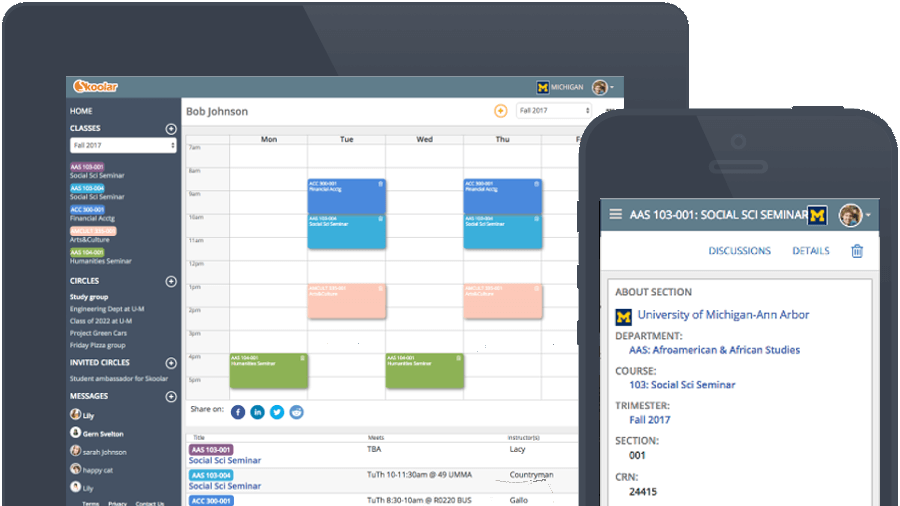 Skoolar
MICHIGAN
HOME
CLASSES
Fall 2017
AAS 103-001
Social Sci Seminar
AAS 103-004
Social Sci Seminar
ACC 300-001
Financial Acctg
AMCULT 335-001
Arts&Culture
AAS 104-001
Humanities Seminar
CIRCLES
Study group
Engineering Dept at U-M
Class of 2022 at U-M
Project Green Cars
Friday Pizza group
INVITED CIRCLES
Student ambassador for Skoolar
MESSAGES
Lily
Gern Svelton
sarah Johnson
happy cat
Lily
Terms Privacy Contact Us
Bob Johnson
Fall 2017
Mon Tue Wed Thu F
7am
8am
9am
10am
11am
12pm
1pm
2pm
3pm
4pm
5pm
ACC 300-001
Financial Acctg
ACC 300-001
Financial Acctg
AAS 103-004
Social Sci Seminar
AAS 103-004
Social Sci Seminar
Arts&Culture
Arts&Culture
AAS 104-001
Humanities Seminar
AAS 104-001
Humanities Seminar
Share on:
Title Meets Instructor(s)
AAS 103-001 TBA Lacy
Social Sci Seminar
AAS 103-004 TuTh 10-11:30am @ 49 UMMA Countryman
Social Sci Seminar
ACC 300-001 TuTh 8:30-10am @ R0220 BUS Gallo
AAS 103-001: SOCIAL SCI SEMINAR
DISCUSSIONS DETAILS
ABOUT SECTION
University of Michigan-Ann Arbor
DEPARTMENT:
AAS: Afroamerican & African Studies
COURSE:
103: Social Sci Seminar
TRIMESTER:
Fall 2017
SECTION:
001
CRN:
24415